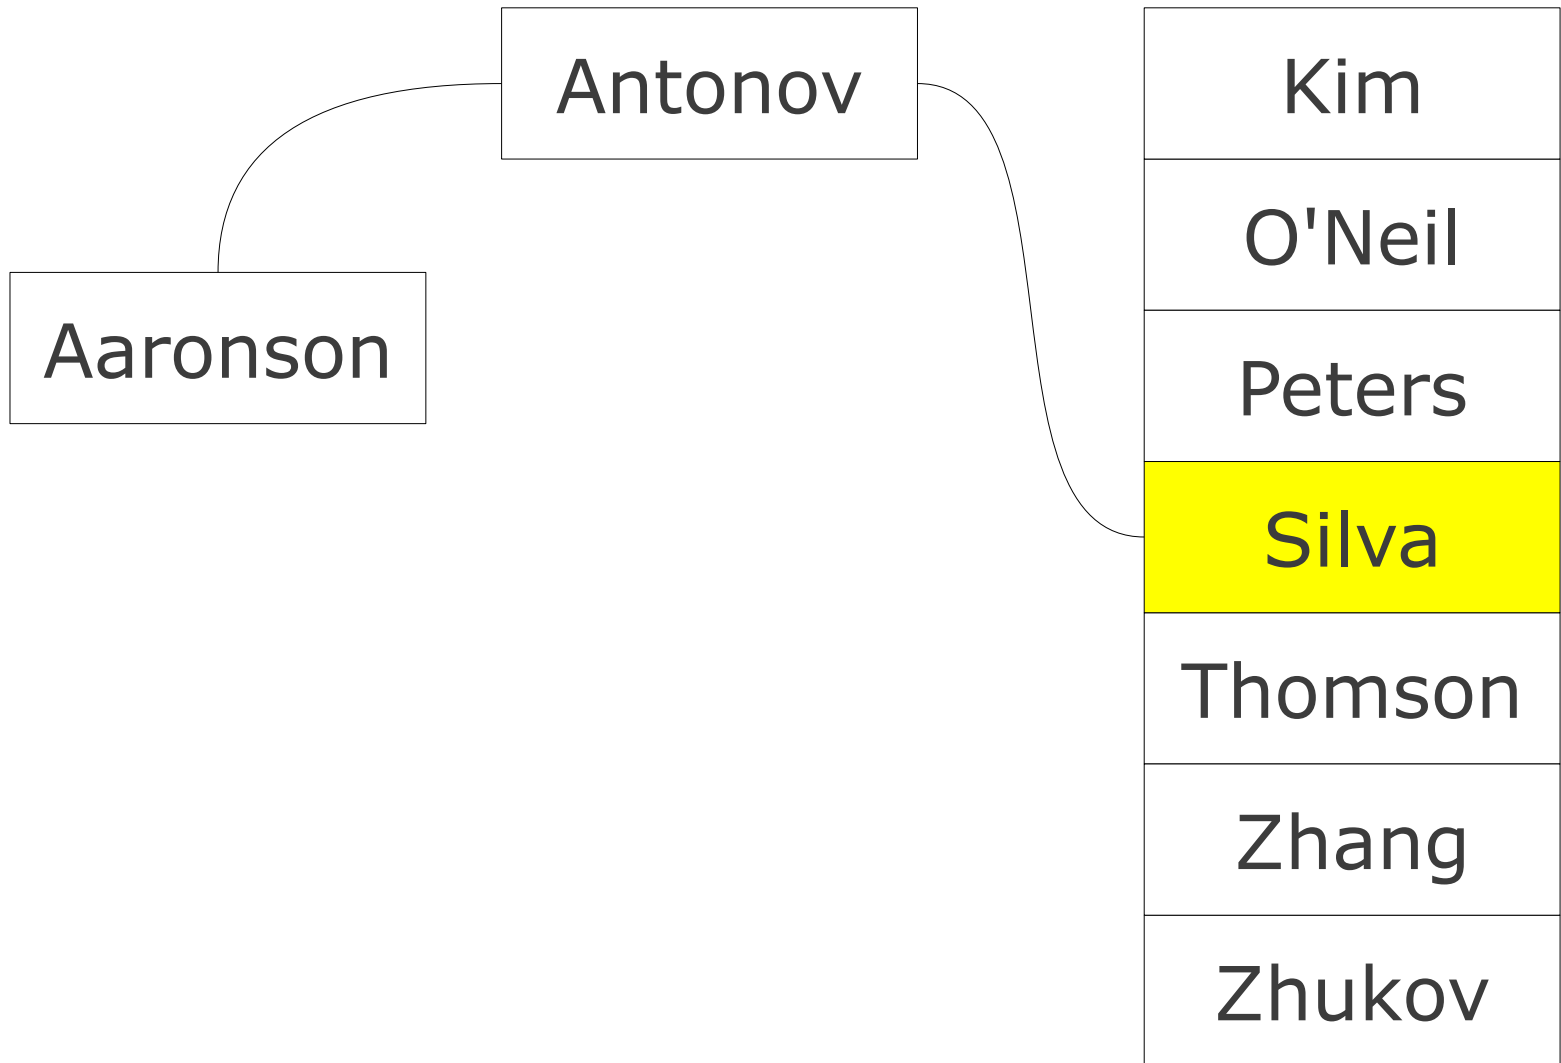 Antonov
Aaronson
Kim
O'Neil
Peters
Silva
Thomson
Zhang
Zhukov